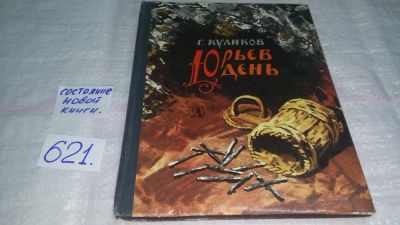 Г. КУЛИКОВ
ЮРЬЕВ
ДЕНЬ
состояние
новой
книги.
621.